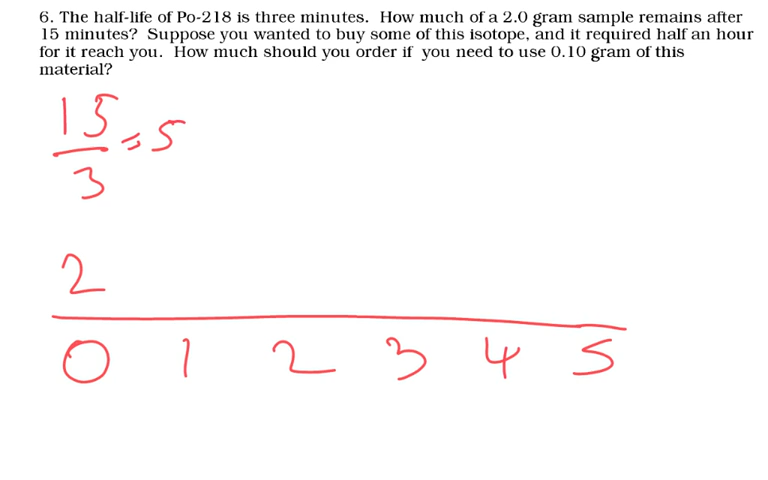 6. The half-life of Po-218 is three minutes. How much of a 2.0 gram sample remains after
15 minutes? Suppose you wanted to buy some of this isotope, and it required half an hour
for it reach you. How much should you order if you need to use 0.10 gram of this
material?
15
= 5
3
2
0 1 2 3 4 5